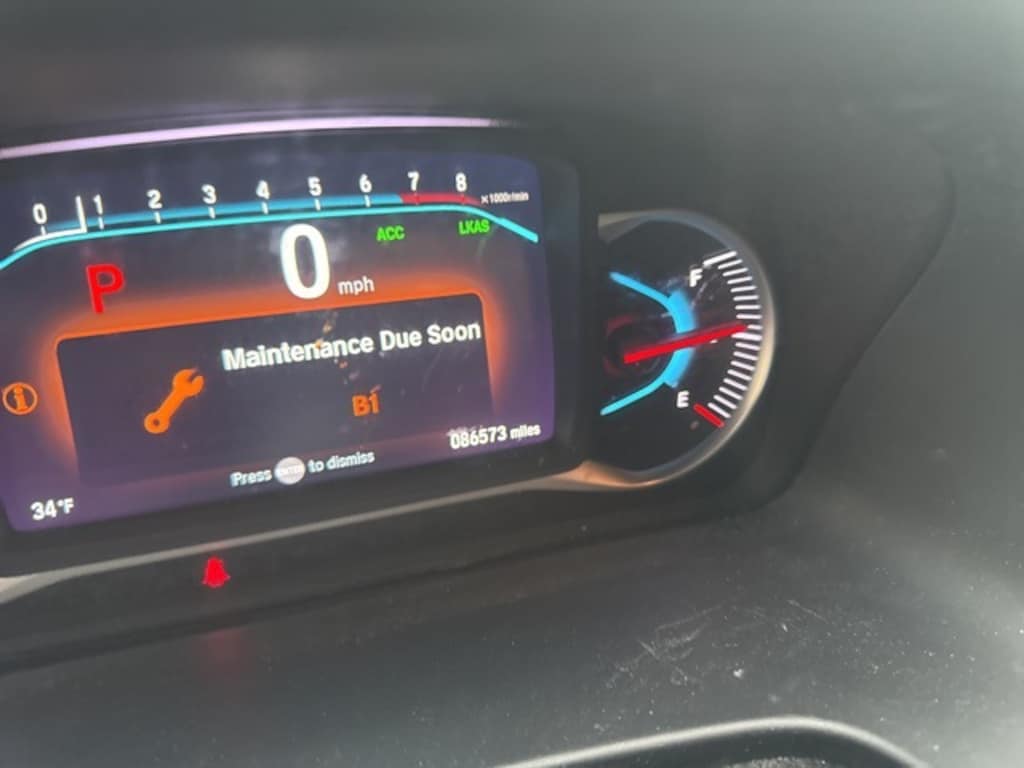 0 1 2 3 4 5 6 7 8 ×1000r/min
ACC LKAS
P
0 mph
F
Maintenance Due Soon
i
B1
E
086573 miles
Press ENTER to dismiss
34°F